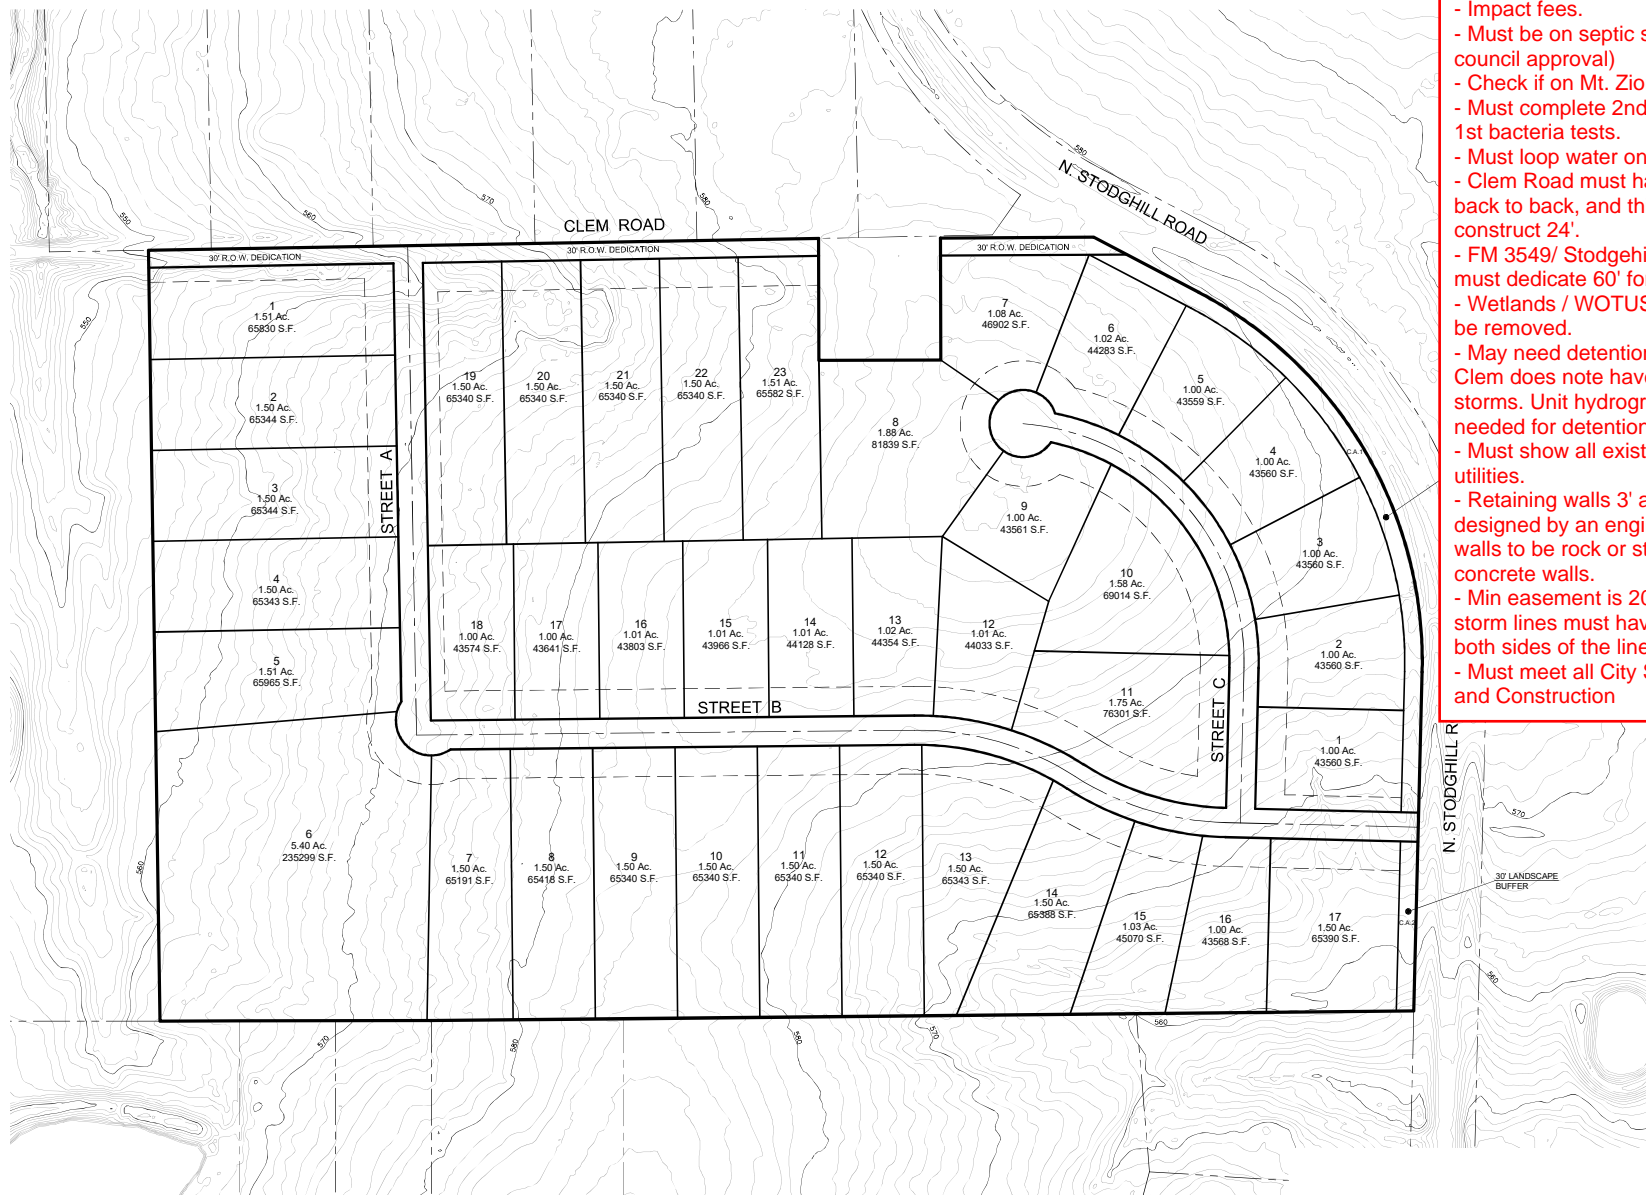 - Impact fees.
- Must be on septic s
council approval)
- Check if on Mt. Zio
- Must complete 2nd
1st bacteria tests.
- Must loop water on
- Clem Road must ha
back to back, and th
construct 24'.
- FM 3549/ Stodgehi
must dedicate 60' fo
- Wetlands / WOTUS
be removed.
- May need detention
Clem does note have
storms. Unit hydrogr
needed for detention
- Must show all exist
utilities.
- Retaining walls 3' a
designed by an engi
walls to be rock or st
concrete walls.
- Min easement is 20
storm lines must hav
both sides of the line
- Must meet all City S
and Construction
580
N. STODGHILL ROAD
550
560
570
580
CLEM ROAD
30' R.O.W. DEDICATION
30' R.O.W. DEDICATION
30' R.O.W. DEDICATION
550
1
1.51 Ac.
65830 S.F.
2
1.50 Ac.
65344 S.F.
3
1.50 Ac.
65344 S.F.
4
1.50 Ac.
65343 S.F.
5
1.51 Ac.
65965 S.F.
STREET A
19
1.50 Ac.
65340 S.F.
20
1.50 Ac.
65340 S.F.
21
1.50 Ac.
65340 S.F.
22
1.50 Ac.
65340 S.F.
23
1.51 Ac.
65582 S.F.
8
1.88 Ac.
81839 S.F.
7
1.08 Ac.
46902 S.F.
6
1.02 Ac.
44283 S.F.
5
1.00 Ac.
43559 S.F.
4
1.00 Ac.
43560 S.F.
C.A.1
3
1.00 Ac.
43560 S.F.
2
1.00 Ac.
43560 S.F.
1
1.00 Ac.
43560 S.F.
9
1.00 Ac.
43561 S.F.
10
1.58 Ac.
69014 S.F.
11
1.75 Ac.
76301 S.F.
12
1.01 Ac.
44033 S.F.
13
1.02 Ac.
44354 S.F.
14
1.01 Ac.
44128 S.F.
15
1.01 Ac.
43966 S.F.
16
1.01 Ac.
43803 S.F.
17
1.00 Ac.
43641 S.F.
18
1.00 Ac.
43574 S.F.
STREET B
STREET C
N. STODGHILL R
6
5.40 Ac.
235299 S.F.
7
1.50 Ac.
65191 S.F.
8
1.50 Ac.
65418 S.F.
9
1.50 Ac.
65340 S.F.
10
1.50 Ac.
65340 S.F.
11
1.50 Ac.
65340 S.F.
12
1.50 Ac.
65340 S.F.
13
1.50 Ac.
65343 S.F.
14
1.50 Ac.
65388 S.F.
15
1.03 Ac.
45070 S.F.
16
1.00 Ac.
43568 S.F.
17
1.50 Ac.
65390 S.F.
C.A.2
30' LANDSCAPE
BUFFER
570
560
560
560
570
580
580
570